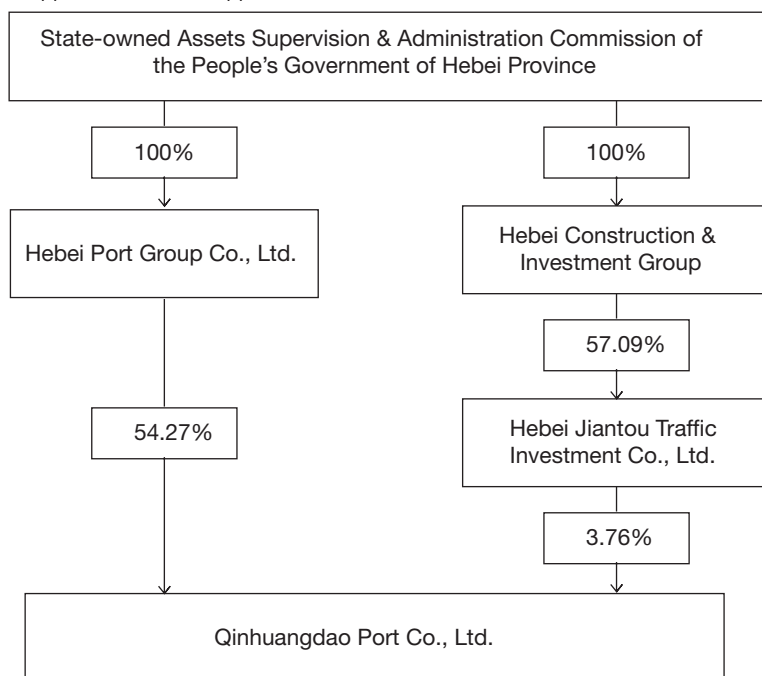 State-owned Assets Supervision & Administration Commission of
the People's Government of Hebei Province
100%
100%
Hebei Port Group Co., Ltd.
Hebei Construction &
Investment Group
57.09%
54.27%
Hebei Jiantou Traffic
Investment Co., Ltd.
3.76%
Qinhuangdao Port Co., Ltd.